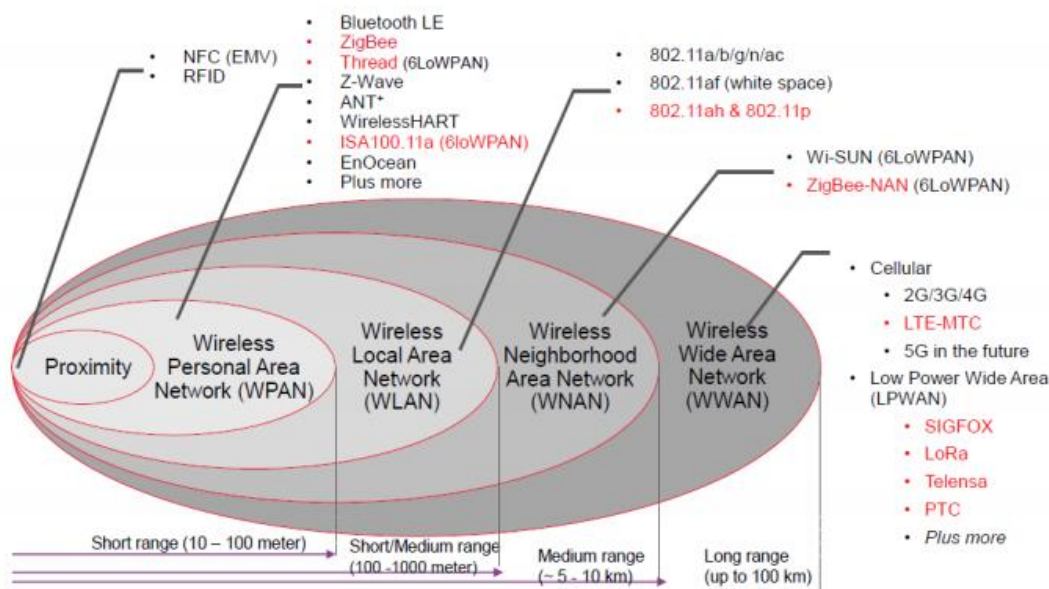 • NFC (EMV)
• RFID
• Bluetooth LE
• ZigBee
• Thread (6LoWPAN)
• Z-Wave
• ANT+
• WirelessHART
• ISA100.11a (6loWPAN)
• EnOcean
• Plus more
• 802.11a/b/g/n/ac
• 802.11af (white space)
• 802.11ah & 802.11p
• Wi-SUN (6LoWPAN)
• ZigBee-NAN (6LoWPAN)
• Cellular
• 2G/3G/4G
• LTE-MTC
• 5G in the future
• Low Power Wide Area
(LPWAN)
• SIGFOX
• LoRa
• Telensa
• PTC
• Plus more
Proximity
Wireless
Personal Area
Network (WPAN)
Wireless
Local Area
Network
(WLAN)
Wireless
Neighborhood
Area Network
(WNAN)
Wireless
Wide Area
Network
(WWAN)
Short range (10 – 100 meter)
Short/Medium range
(100 -1000 meter)
Medium range
(~ 5 - 10 km)
Long range
(up to 100 km)